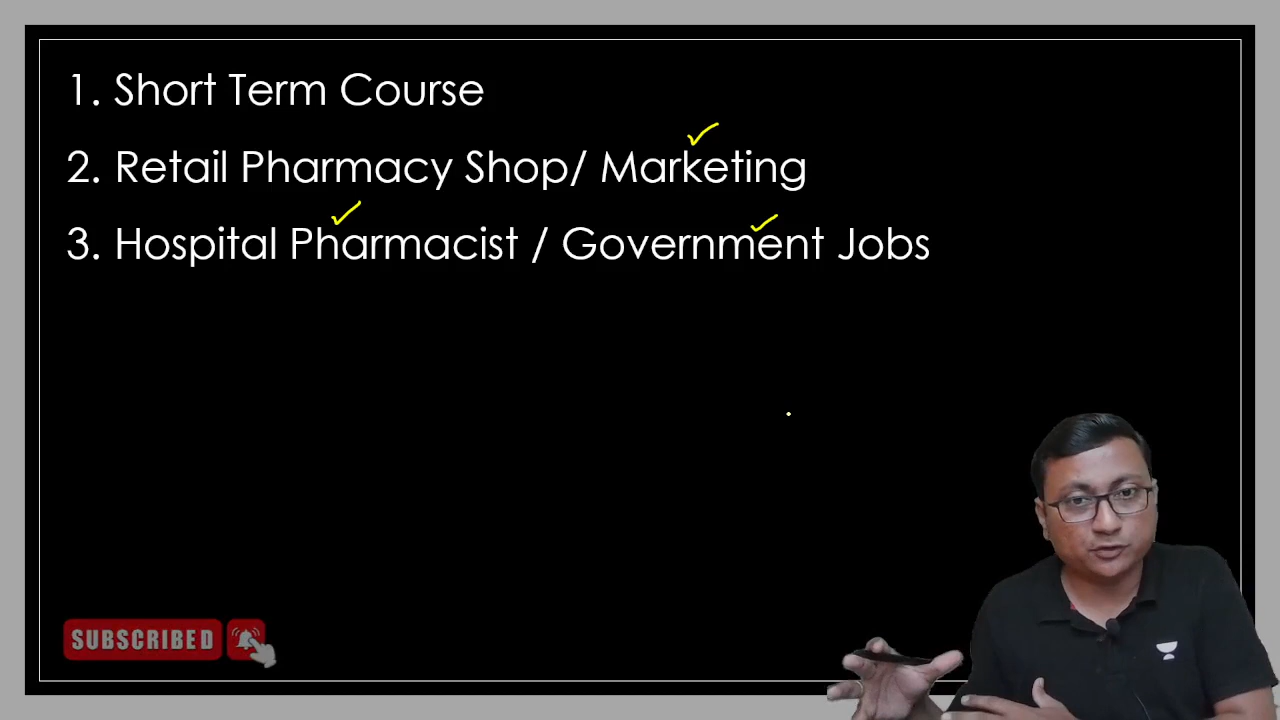 1. Short Term Course
2. Retail Pharmacy Shop/ Marketing
3. Hospital Pharmacist / Government Jobs
SUBSCRIBED